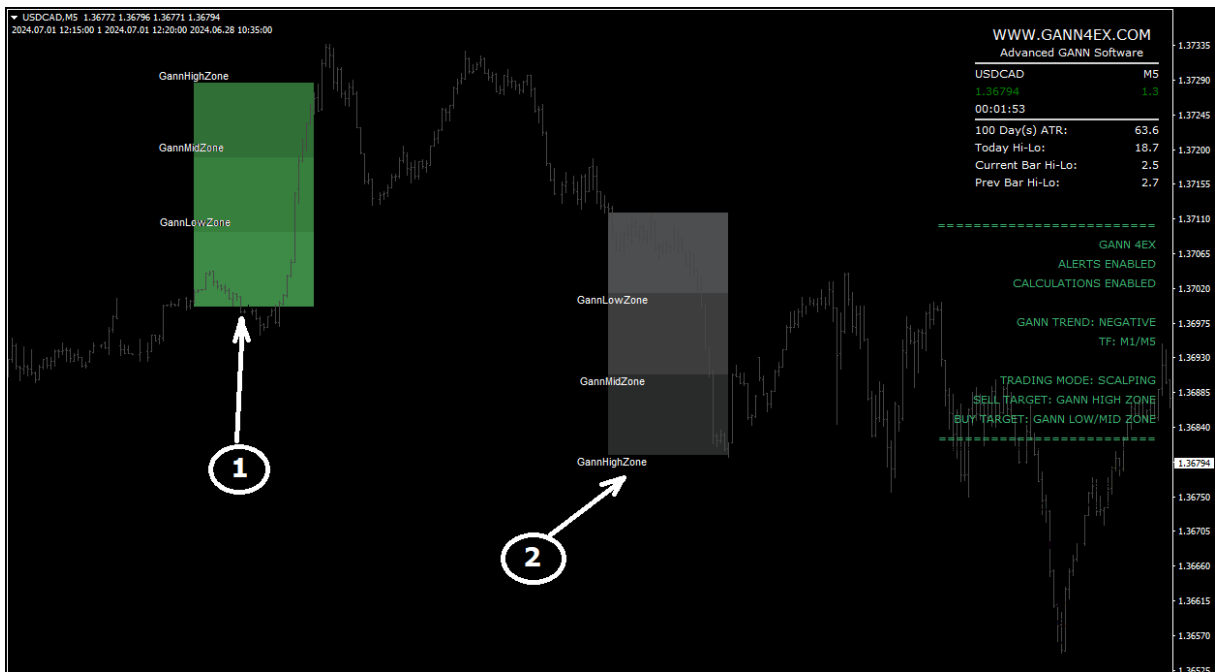 USDCAD,M5 1.36772 1.36796 1.36771 1.36794
2024.07.01 12:15:00 1 2024.07.01 12:20:00 2024.06.28 10:35:00
WWW.GANN4EX.COM
Advanced GANN Software
USDCAD M5
1.36794 1.3
00:01:53
100 Day(s) ATR: 63.6
Today Hi-Lo: 18.7
Current Bar Hi-Lo: 2.5
Prev Bar Hi-Lo: 2.7
==========================
GANN 4EX
ALERTS ENABLED
CALCULATIONS ENABLED
GANN TREND: NEGATIVE
TF: M1/M5
TRADING MODE: SCALPING
SELL TARGET: GANN HIGH ZONE
BUY TARGET: GANN LOW/MID ZONE
==========================
GannHighZone
GannMidZone
GannLowZone
1
GannLowZone
GannMidZone
GannHighZone
2
1.37335
1.37290
1.37245
1.37200
1.37155
1.37110
1.37065
1.37020
1.36975
1.36930
1.36885
1.36840
1.36794
1.36750
1.36705
1.36660
1.36615
1.36570
1.36525